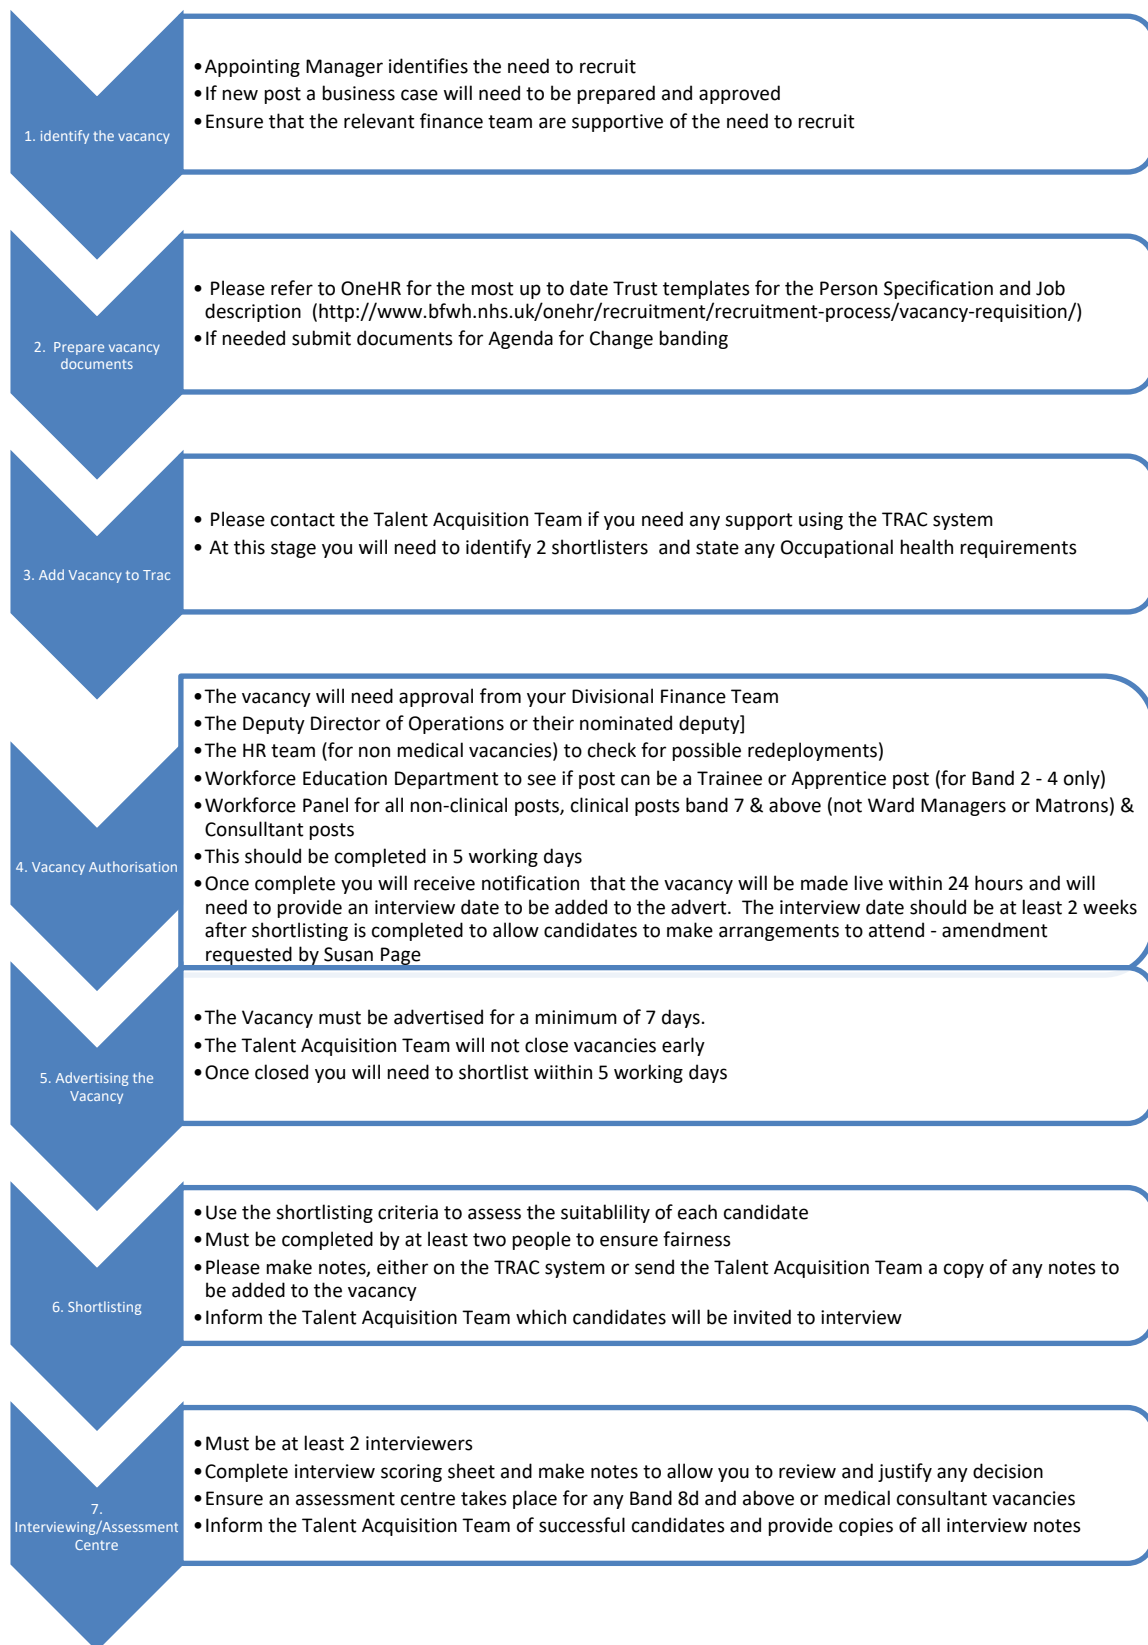 1. identify the vacancy
•Appointing Manager identifies the need to recruit
•If new post a business case will need to be prepared and approved
•Ensure that the relevant finance team are supportive of the need to recruit
2. Prepare vacancy
documents
• Please refer to OneHR for the most up to date Trust templates for the Person Specification and Job
description (http://www.bfwh.nhs.uk/onehr/recruitment/recruitment-process/vacancy-requisition/)
•If needed submit documents for Agenda for Change banding
3. Add Vacancy to Trac
• Please contact the Talent Acquisition Team if you need any support using the TRAC system
• At this stage you will need to identify 2 shortlisters and state any Occupational health requirements
4. Vacancy Authorisation
•The vacancy will need approval from your Divisional Finance Team
•The Deputy Director of Operations or their nominated deputy]
•The HR team (for non medical vacancies) to check for possible redeployments)
•Workforce Education Department to see if post can be a Trainee or Apprentice post (for Band 2 - 4 only)
•Workforce Panel for all non-clinical posts, clinical posts band 7 & above (not Ward Managers or Matrons) &
Consulltant posts
•This should be completed in 5 working days
•Once complete you will receive notification that the vacancy will be made live within 24 hours and will
need to provide an interview date to be added to the advert. The interview date should be at least 2 weeks
after shortlisting is completed to allow candidates to make arrangements to attend - amendment
requested by Susan Page
5. Advertising the
Vacancy
•The Vacancy must be advertised for a minimum of 7 days.
•The Talent Acquisition Team will not close vacancies early
•Once closed you will need to shortlist wiithin 5 working days
6. Shortlisting
•Use the shortlisting criteria to assess the suitablility of each candidate
•Must be completed by at least two people to ensure fairness
•Please make notes, either on the TRAC system or send the Talent Acquisition Team a copy of any notes to
be added to the vacancy
•Inform the Talent Acquisition Team which candidates will be invited to interview
7.
Interviewing/Assessment
Centre
•Must be at least 2 interviewers
•Complete interview scoring sheet and make notes to allow you to review and justify any decision
•Ensure an assessment centre takes place for any Band 8d and above or medical consultant vacancies
•Inform the Talent Acquisition Team of successful candidates and provide copies of all interview notes